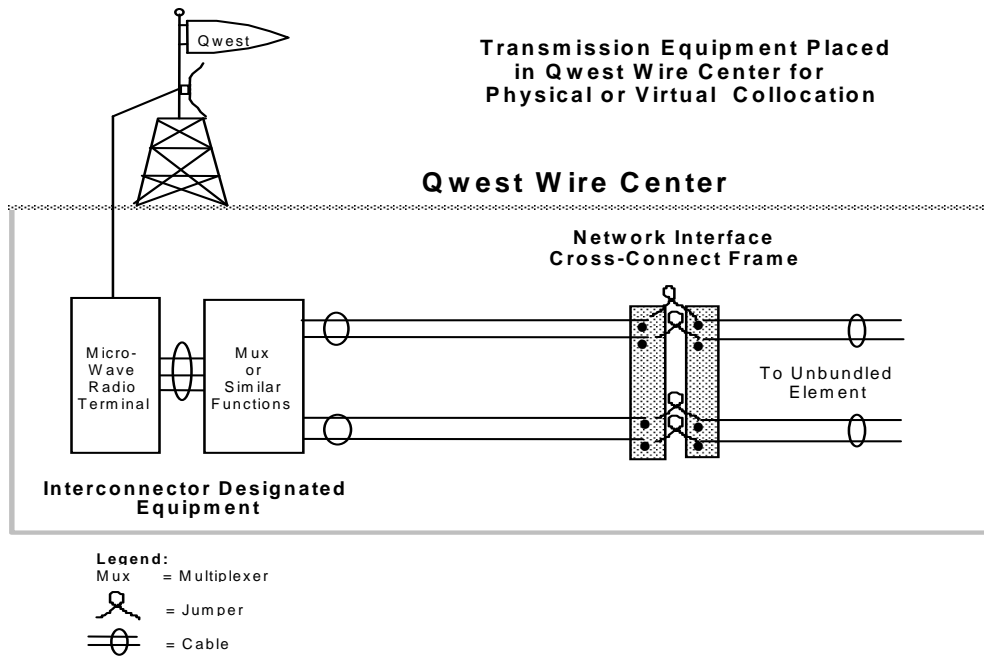 Qwest
Transmission Equipment Placed
in Qwest Wire Center for
Physical or Virtual Collocation
Qwest Wire Center
Network Interface
Cross-Connect Frame
Micro-
Wave
Radio
Terminal
Mux
or
Similar
Functions
To Unbundled
Element
Interconnector Designated
Equipment
Legend:
Mux = Multiplexer
= Jumper
= Cable